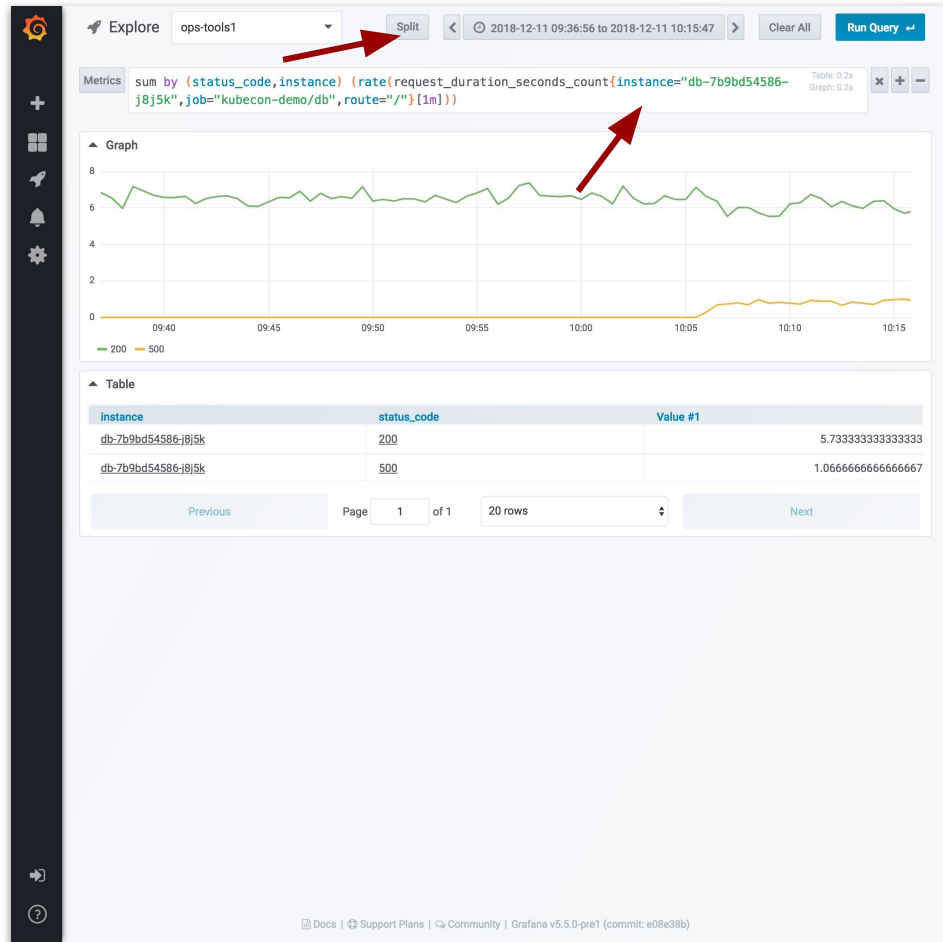 Explore
ops-tools1
Split
2018-12-11 09:36:56 to 2018-12-11 10:15:47
Clear All
Run Query
Metrics
sum by (status_code,instance) (rate(request_duration_seconds_count{instance="db-7b9bd54586-
j8j5k",job="kubecon-demo/db",route="/"}[1m]))
Table: 0.2s
Graph: 0.2s
Graph
8
6
4
2
0
09:40 09:45 09:50 09:55 10:00 10:05 10:10 10:15
200 500
Table
instance status_code Value #1
db-7b9bd54586-j8j5k 200 5.733333333333333
db-7b9bd54586-j8j5k 500 1.0666666666666667
Previous Page 1 of 1 20 rows Next
Docs | Support Plans | Community | Grafana v5.5.0-pre1 (commit: e08e38b)